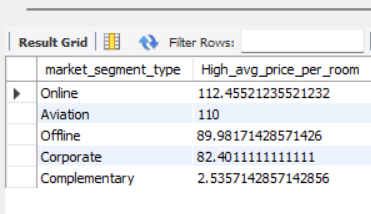 Result Grid Filter Rows:
market_segment_type High_avg_price_per_room
Online 112.45521235521232
Aviation 110
Offline 89.98171428571426
Corporate 82.4011111111111
Complementary 2.5357142857142856